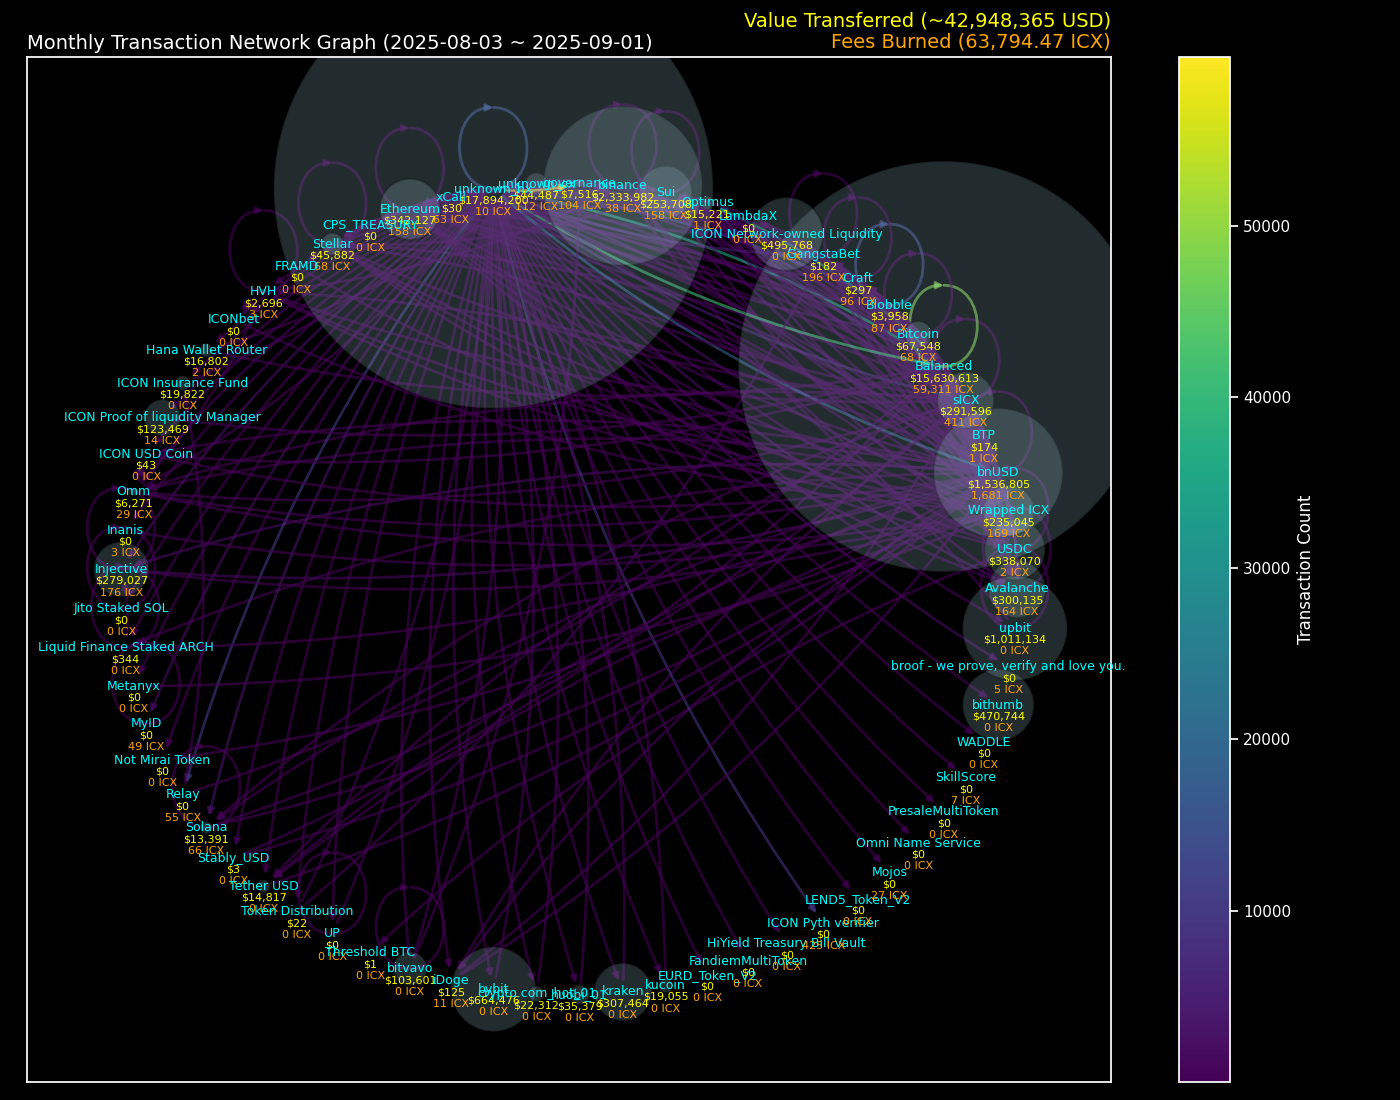 Value Transferred (~42,948,365 USD)
Monthly Transaction Network Graph (2025-08-03 ~ 2025-09-01)
Fees Burned (63,794.47 ICX)
binance
$2,333,982
38 ICX
Sui
$253,708
158 ICX
Optimus
$15,221
1 ICX
LambdaX
$0
0 ICX
ICON Network-owned Liquidity
$495,768
0 ICX
GangstaBet
$182
196 ICX
Craft
$297
96 ICX
Blobble
$3,958
87 ICX
Bitcoin
$67,548
68 ICX
Balanced
$15,630,613
59,311 ICX
sICX
$291,596
411 ICX
BTP
$174
1 ICX
bnUSD
$1,536,805
1,681 ICX
Wrapped ICX
$235,045
169 ICX
USDC
$338,070
2 ICX
Avalanche
$300,135
164 ICX
upbit
$1,011,134
0 ICX
broof - we prove, verify and love you.
$0
5 ICX
bithumb
$470,744
0 ICX
WADDLE
$0
0 ICX
SkillScore
$0
7 ICX
PresaleMultiToken
$0
0 ICX
Omni Name Service
$0
0 ICX
Mojos
$0
27 ICX
LEND5_Token_V2
$0
0 ICX
ICON Pyth verifier
$0
425 ICX
HiYield Treasury Bill Vault
$0
0 ICX
FandiemMultiToken
$0
0 ICX
EURD_Token_V2
$0
0 ICX
kucoin
$19,055
0 ICX
kraken
$307,464
0 ICX
huobi_01
$35,379
0 ICX
crypto.com_hot_01
$22,312
0 ICX
bybit
$664,476
0 ICX
iDoge
$125
11 ICX
bitvavo
$103,601
0 ICX
Threshold BTC
$1
0 ICX
UP
$0
0 ICX
Token Distribution
$22
0 ICX
Tether USD
$14,817
0 ICX
Stably_USD
$3
0 ICX
Solana
$13,391
66 ICX
Relay
$0
55 ICX
Not Mirai Token
$0
0 ICX
MyID
$0
49 ICX
Metanyx
$0
0 ICX
Liquid Finance Staked ARCH
$344
0 ICX
Jito Staked SOL
$0
0 ICX
Injective
$279,027
176 ICX
Inanis
$0
3 ICX
Omm
$6,271
29 ICX
ICON USD Coin
$43
0 ICX
ICON Proof of liquidity Manager
$123,469
14 ICX
ICON Insurance Fund
$19,822
0 ICX
Hana Wallet Router
$16,802
2 ICX
ICONbet
$0
0 ICX
HVH
$2,696
3 ICX
FRAMD
$0
0 ICX
Stellar
$45,882
68 ICX
CPS_TREASURY
$0
0 ICX
Ethereum
$342,127
158 ICX
xCall
$30
63 ICX
10 ICX
$44,487
112 ICX
governance
$7,516
104 ICX
50000
40000
30000
20000
10000
Transaction Count